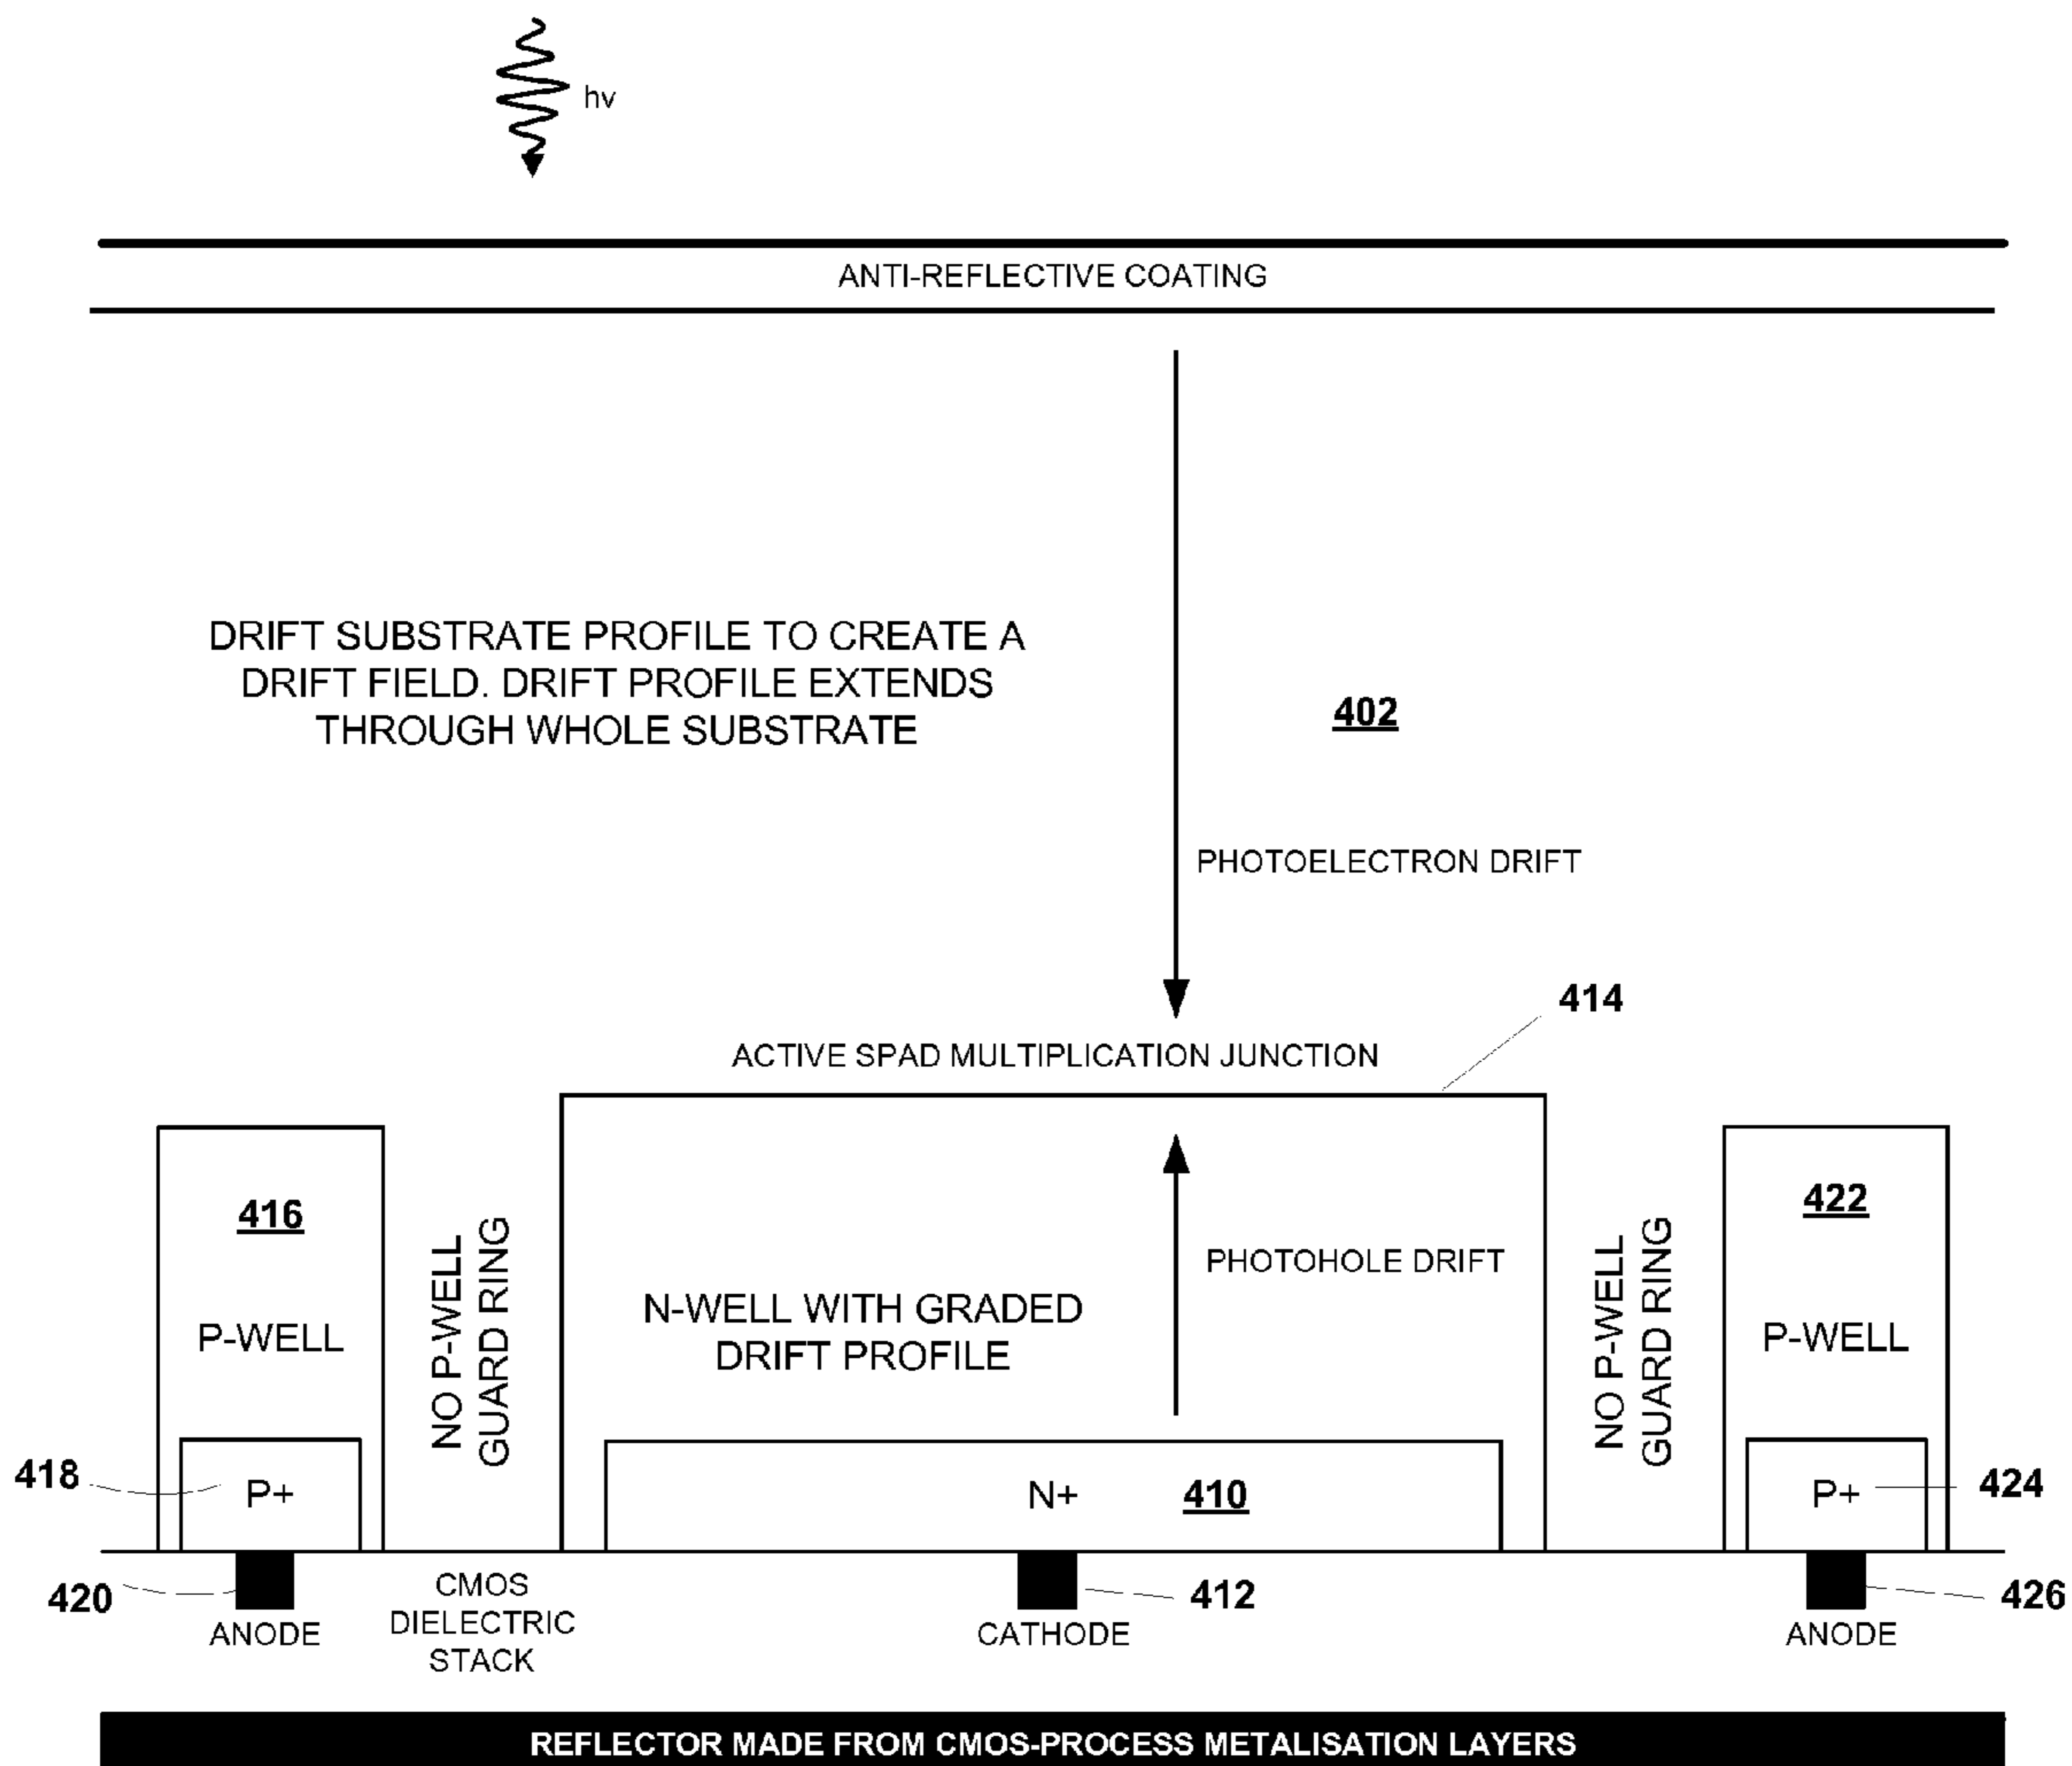 hv
ANTI-REFLECTIVE COATING
DRIFT SUBSTRATE PROFILE TO CREATE A
DRIFT FIELD. DRIFT PROFILE EXTENDS
THROUGH WHOLE SUBSTRATE
402
PHOTOELECTRON DRIFT
414
ACTIVE SPAD MULTIPLICATION JUNCTION
416
P-WELL
NO P-WELL
GUARD RING
N-WELL WITH GRADED
DRIFT PROFILE
PHOTOHOLE DRIFT
NO P-WELL
GUARD RING
422
P-WELL
418
P+
N+
410
P+
424
420
ANODE
CMOS
DIELECTRIC
STACK
412
CATHODE
426
ANODE
REFLECTOR MADE FROM CMOS-PROCESS METALISATION LAYERS